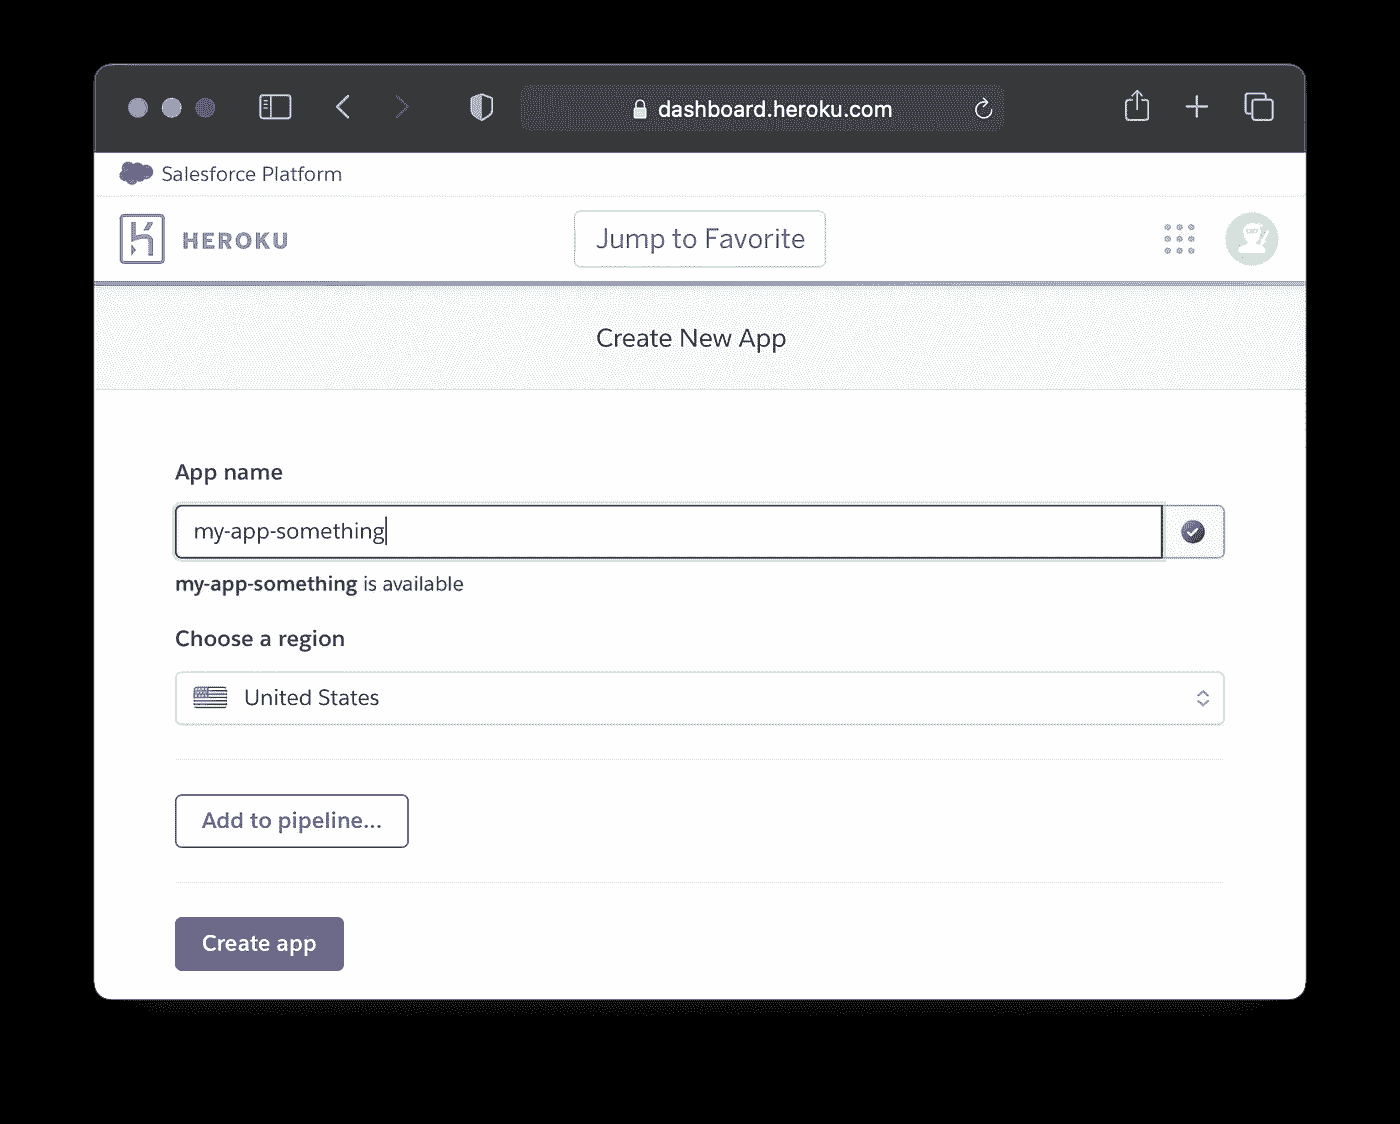 dashboard.heroku.com
Salesforce Platform
HEROKU
Jump to Favorite
Create New App
App name
my-app-something
my-app-something is available
Choose a region
United States
Add to pipeline...
Create app